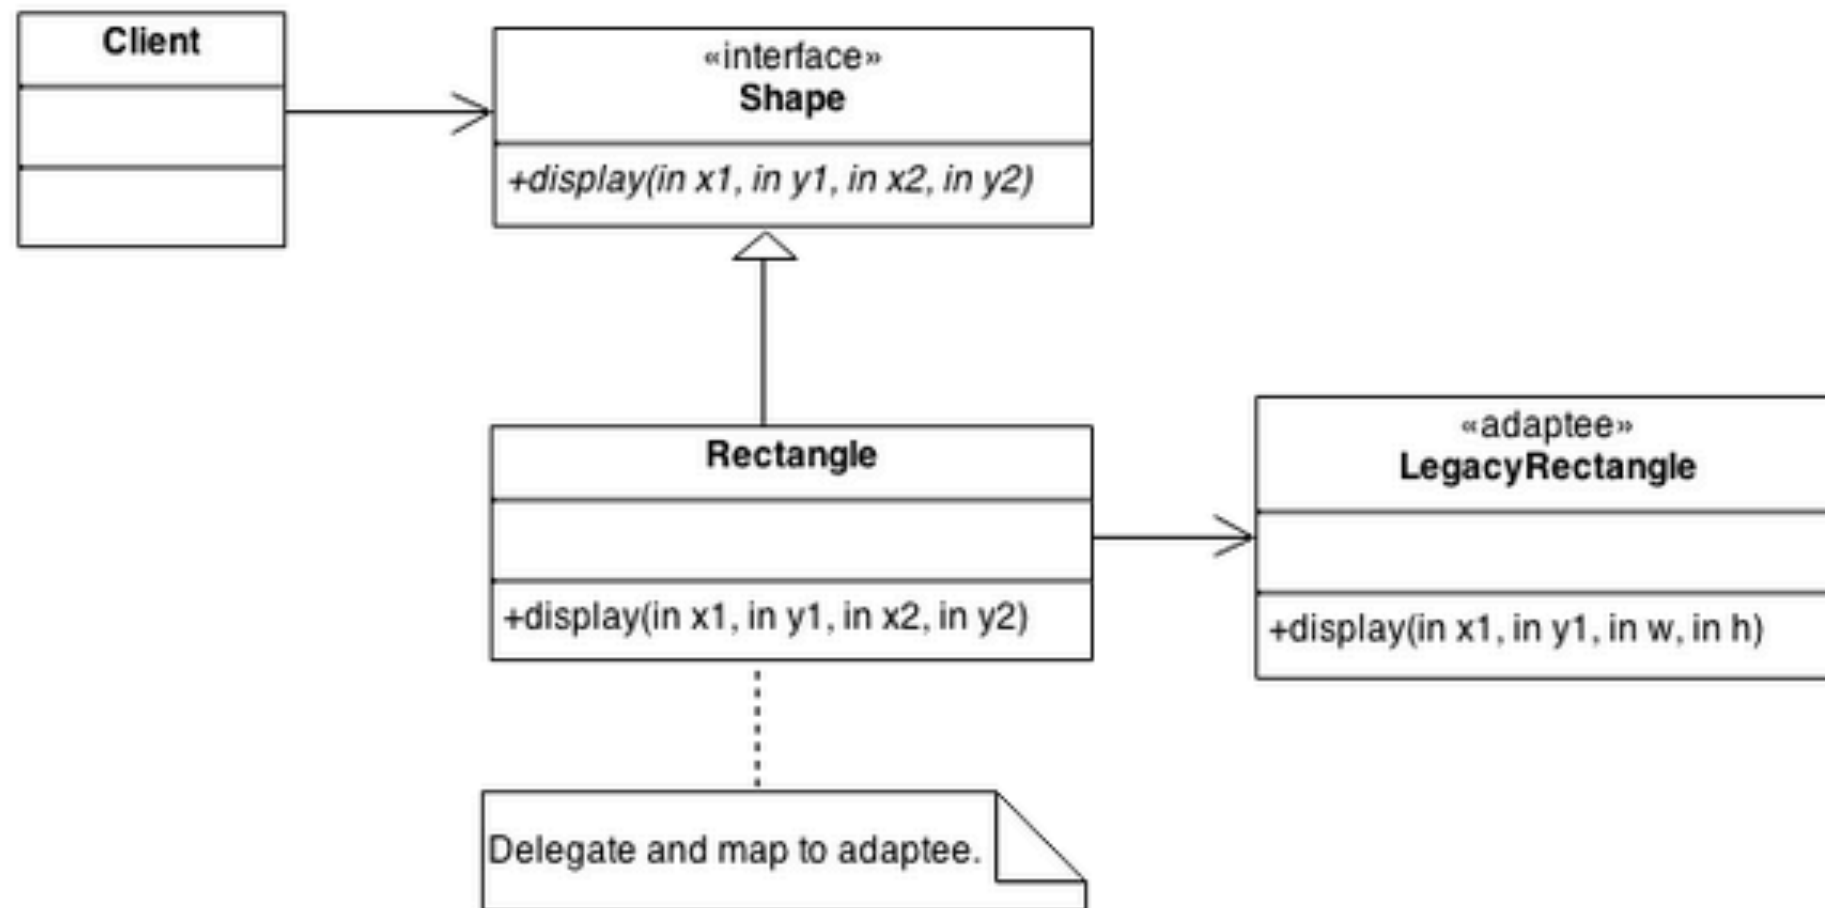 Client
«interface»
Shape
+display(in x1, in y1, in x2, in y2)
Rectangle
+display(in x1, in y1, in x2, in y2)
«adaptee»
LegacyRectangle
+display(in x1, in y1, in w, in h)
Delegate and map to adaptee.